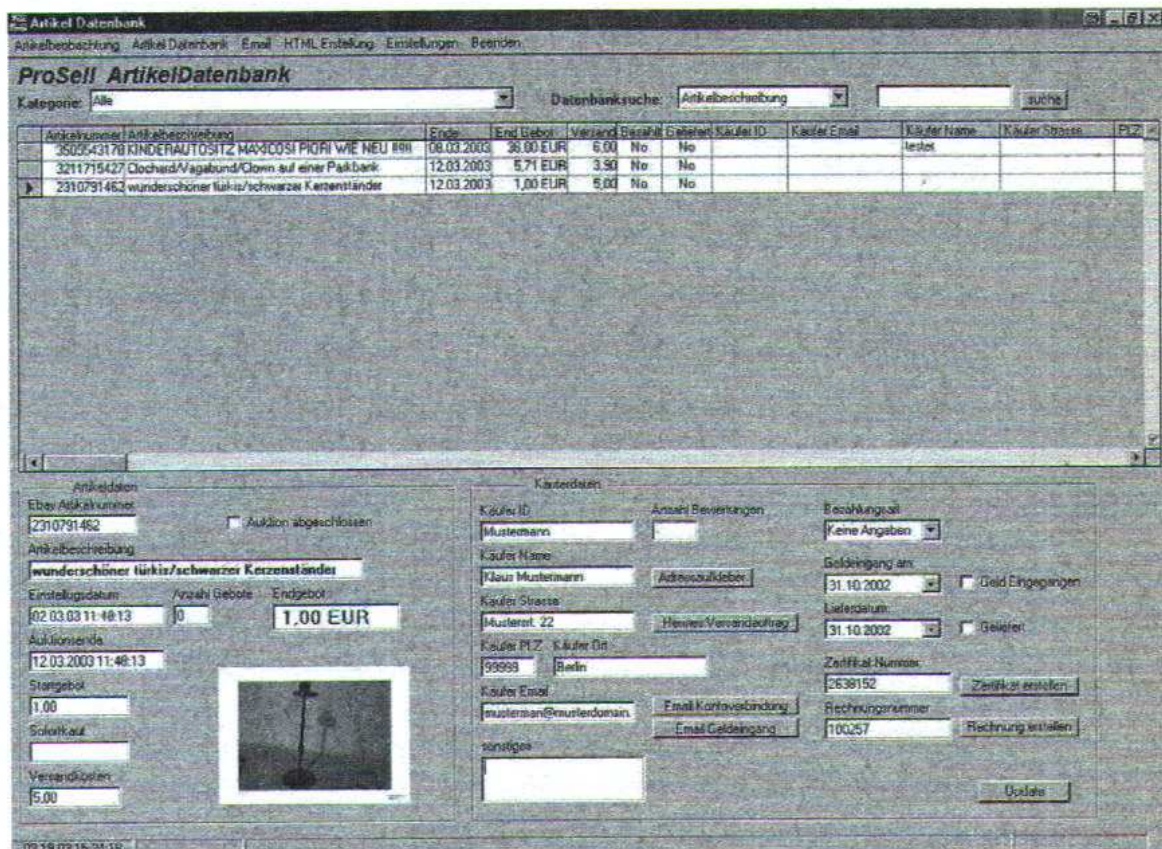 Artikel Datenbank
Artikelbeobachtung Artikel Datenbank Email HTML Erstellung Einstellungen Beenden
ProSell ArtikelDatenbank
Kategorie: Alle Datenbanksuche: Artikelbeschreibung suche
Artikelnummer Artikelbeschreibung Ende End Gebot Versand Bezahlt Geliefert Käufer ID Käufer Email Käufer Name Käufer Strasse PLZ
3505543178 KINDERAUTOSITZ MAXICOSI PIORI WIE NEU 08.03.2003 36,00 EUR 6,00 No No tester
3211715427 Clochard/Vagabund/Clown auf einer Parkbank 12.03.2003 5,71 EUR 3,90 No No
2310791462 wunderschöner türkis/schwarzer Kerzenständer 12.03.2003 1,00 EUR 5,00 No No
Artikeldaten
Ebay Artikelnummer
2310791462 Auktion abgeschlossen
Artikelbeschreibung
wunderschöner türkis/schwarzer Kerzenständer
Einstellugsdatum Anzahl Gebote Endgebot
02.03.03 11:48:13 0 1,00 EUR
Auktionsende
12.03.2003 11:48:13
Startgebot
1,00
Sofortkauf
Versandkosten
5,00
Käuferdaten
Käufer ID Anzahl Bewertungen
Mustermann -
Käufer Name
Klaus Mustermann Adressaufkleber
Käufer Strasse
Musterstr. 22 Hermes Versandauftrag
Käufer PLZ Käufer Ort
99999 Berlin
Käufer Email
musterman@musterdomain. Email Kontoverbindung
Email Geldeingang
sonstiges
Bezahlungsart
Keine Angaben
Geldeingang am:
31.10.2002 Geld Eingegangen
Lieferdatum:
31.10.2002 Geliefert
Zertifikat Nummer
2638152 Zertifikat erstellen
Rechnungsnummer
100257 Rechnung erstellen
Update